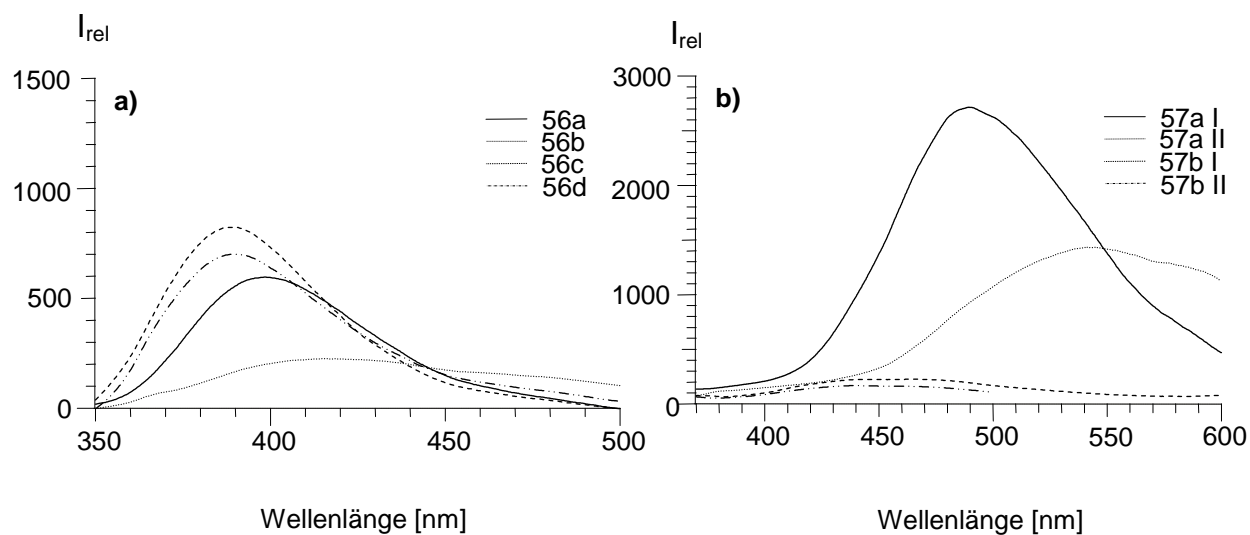 I_rel
1500
a)
56a
56b
56c
56d
1000
500
0
350
400
450
500
Wellenlänge [nm]
I_rel
3000
b)
57a I
57a II
57b I
57b II
2000
1000
0
400
450
500
550
600
Wellenlänge [nm]